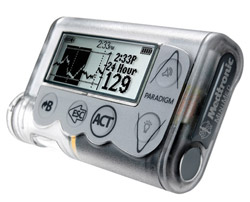 2:33PM
2:33P
24 Hour
129
PARADIGM
B
ESC
ACT
Medtronic